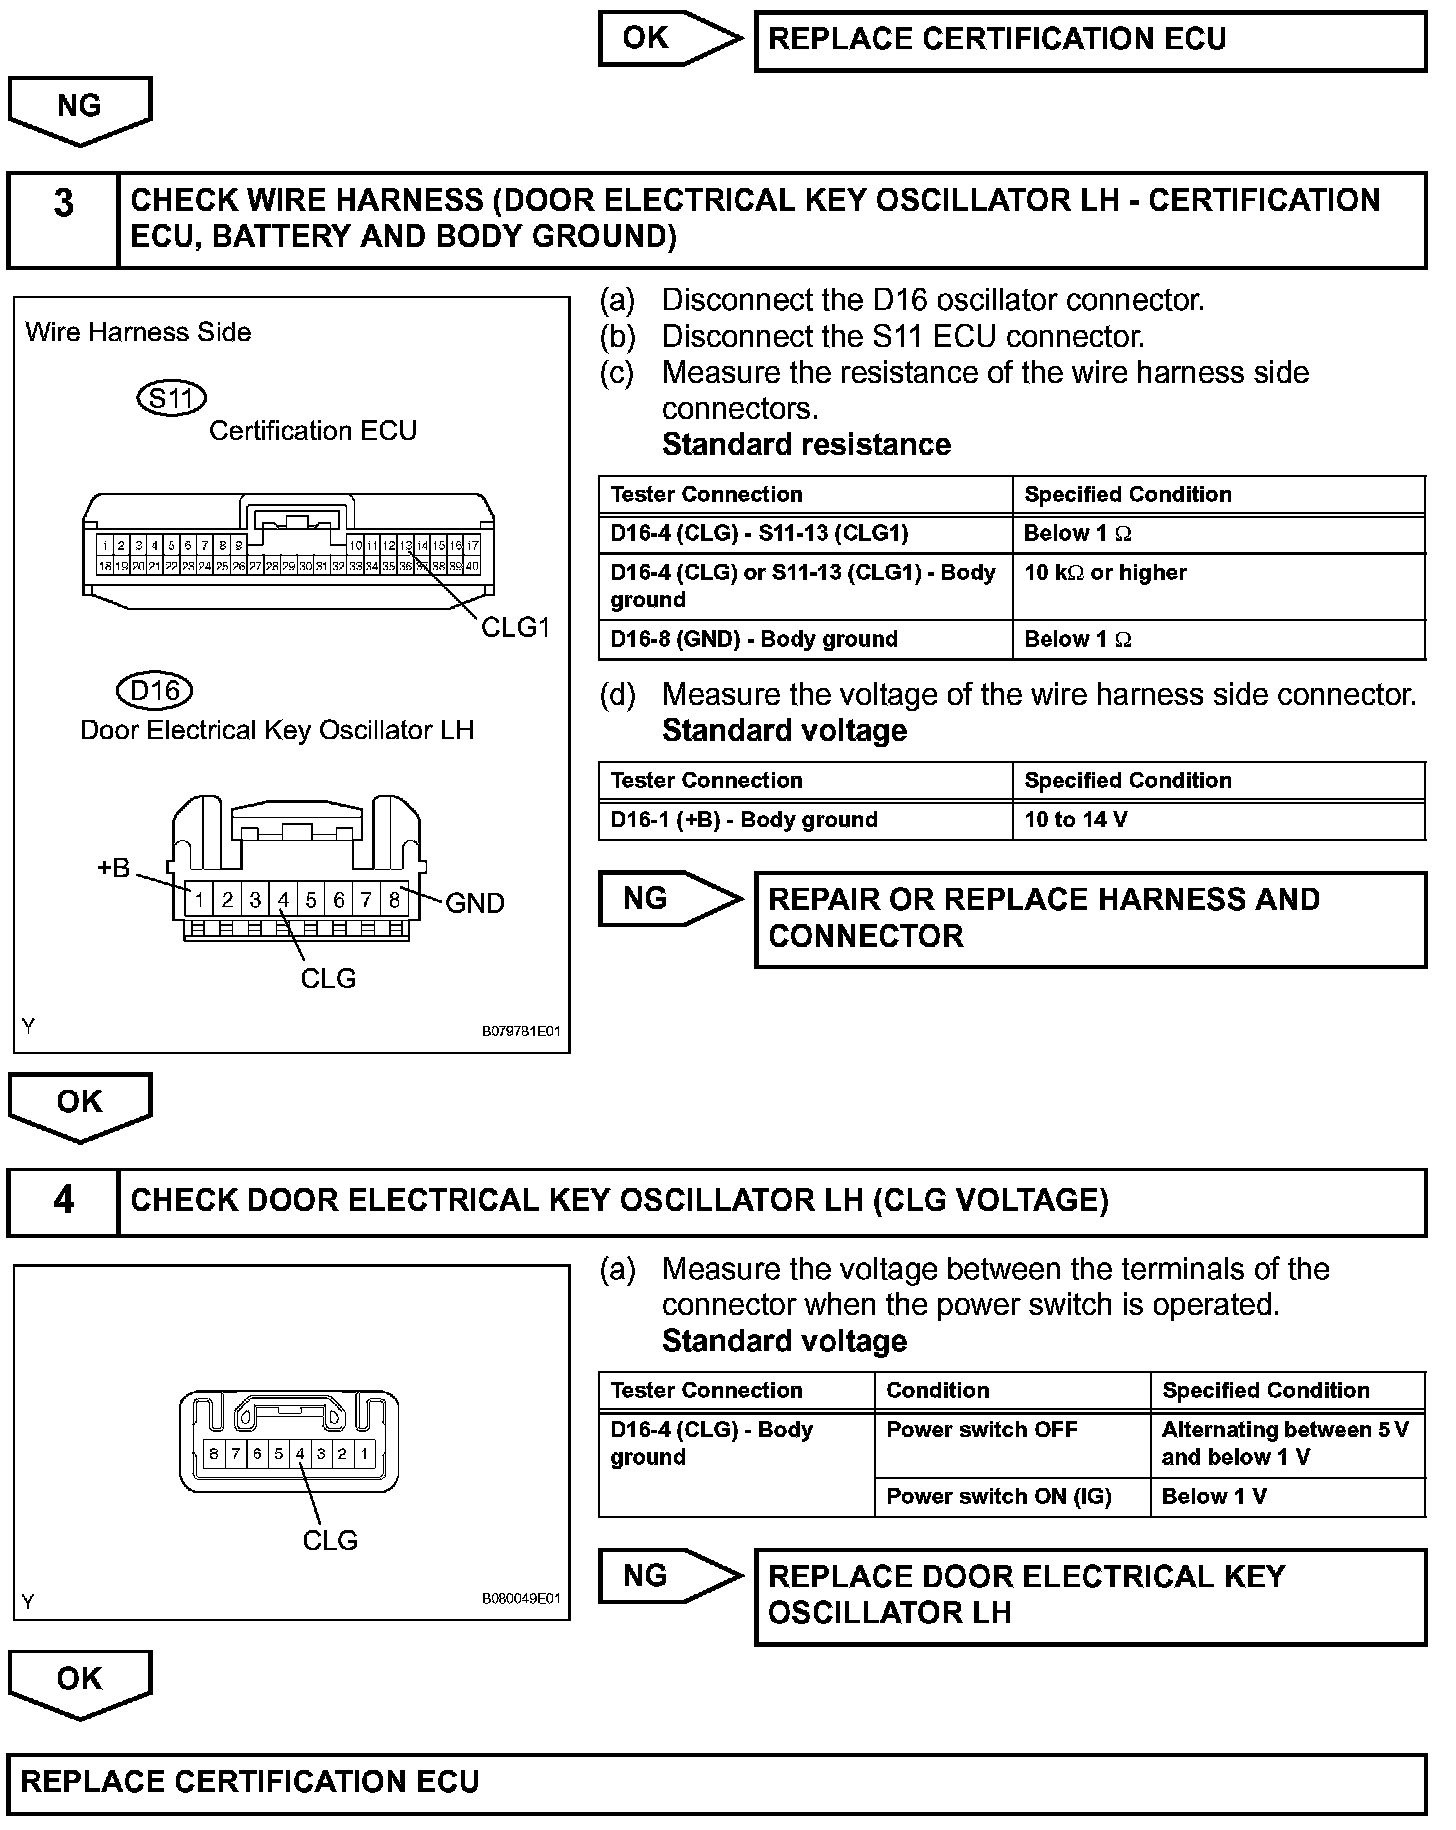 OK
REPLACE CERTIFICATION ECU
NG
3
CHECK WIRE HARNESS (DOOR ELECTRICAL KEY OSCILLATOR LH - CERTIFICATION
ECU, BATTERY AND BODY GROUND)
Wire Harness Side
S11
Certification ECU
1 2 3 4 5 6 7 8 9 10 11 12 13 14 15 16 17
18 19 20 21 22 23 24 25 26 27 28 29 30 31 32 33 34 35 36 37 38 39 40
CLG1
D16
Door Electrical Key Oscillator LH
+B
1 2 3 4 5 6 7 8
GND
CLG
Y
B079781E01
(a) Disconnect the D16 oscillator connector.
(b) Disconnect the S11 ECU connector.
(c) Measure the resistance of the wire harness side
connectors.
Standard resistance
Tester Connection Specified Condition
D16-4 (CLG) - S11-13 (CLG1) Below 1 Ω
D16-4 (CLG) or S11-13 (CLG1) - Body 10 kΩ or higher
ground
D16-8 (GND) - Body ground Below 1 Ω
(d) Measure the voltage of the wire harness side connector.
Standard voltage
Tester Connection Specified Condition
D16-1 (+B) - Body ground 10 to 14 V
NG
REPAIR OR REPLACE HARNESS AND
CONNECTOR
OK
4
CHECK DOOR ELECTRICAL KEY OSCILLATOR LH (CLG VOLTAGE)
8 7 6 5 4 3 2 1
CLG
Y
B080049E01
(a) Measure the voltage between the terminals of the
connector when the power switch is operated.
Standard voltage
Tester Connection Condition Specified Condition
D16-4 (CLG) - Body Power switch OFF Alternating between 5 V
ground and below 1 V
Power switch ON (IG) Below 1 V
NG
REPLACE DOOR ELECTRICAL KEY
OSCILLATOR LH
OK
REPLACE CERTIFICATION ECU